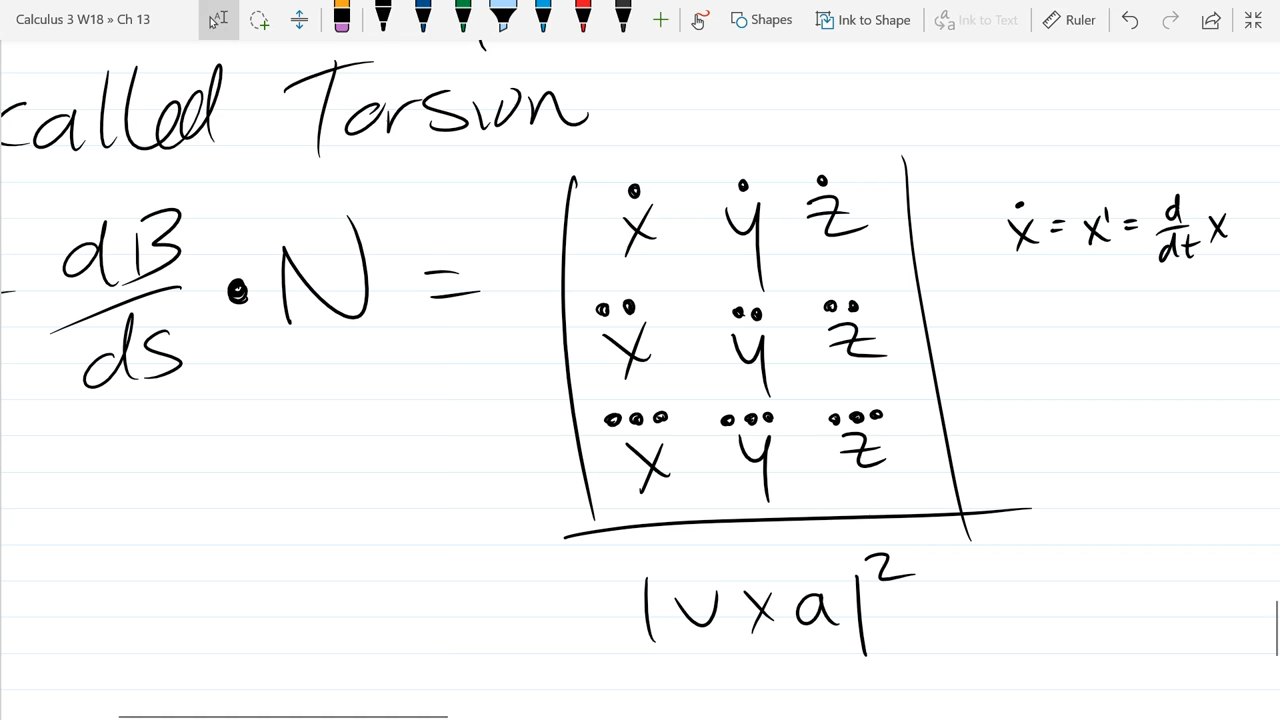 Calculus 3 W18 » Ch 13
Shapes Ink to Shape Ink to Text Ruler
called Torsion
- dB/ds • N =
ẋ ẏ ż
ẍ ÿ z̈
x⃛ y⃛ z⃛
|v x a|²
ẋ = x' = d/dt x